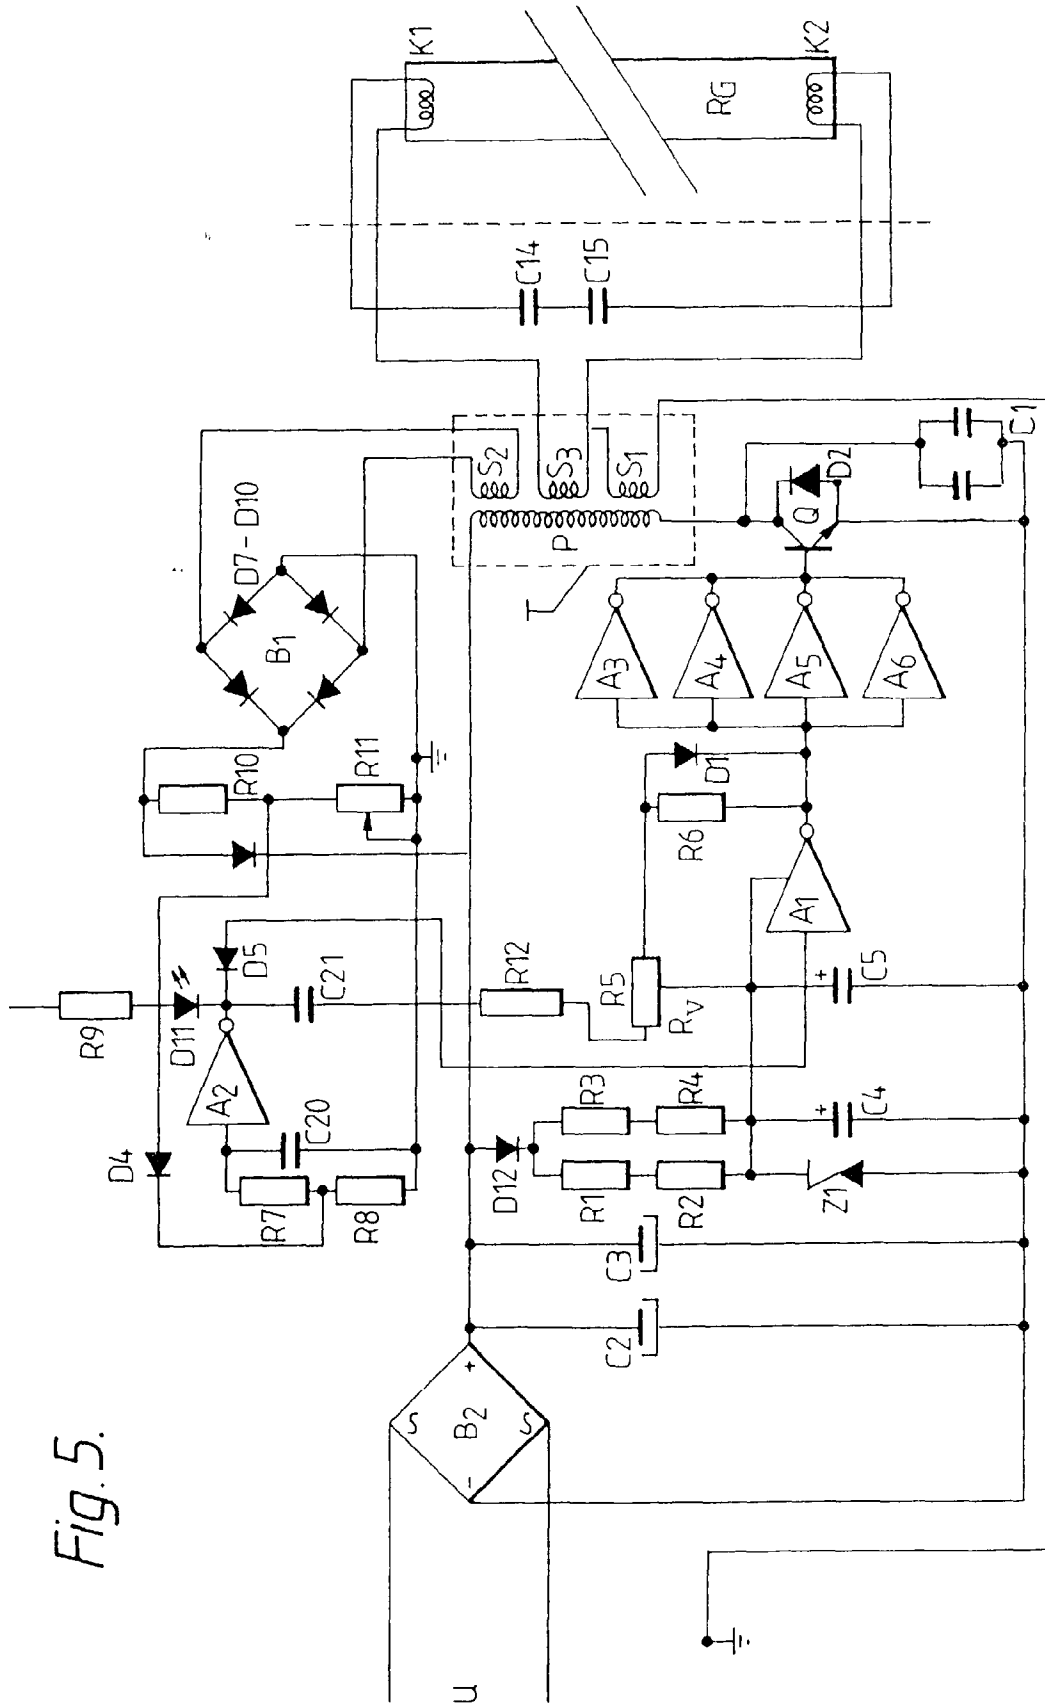 Fig. 5.
u
B2
S
S
+
-
C2
C3
D12
R1
R2
R3
R4
Z1
+
C4
+
C5
D4
R7
R8
C20
A2
R9
D11
D5
C21
R12
R5
RV
A1
R6
D1
R10
R11
B1
D7-D10
A3
A4
A5
A6
P
S2
S3
S1
Q
D2
C1
C14
C15
K1
K2
RG